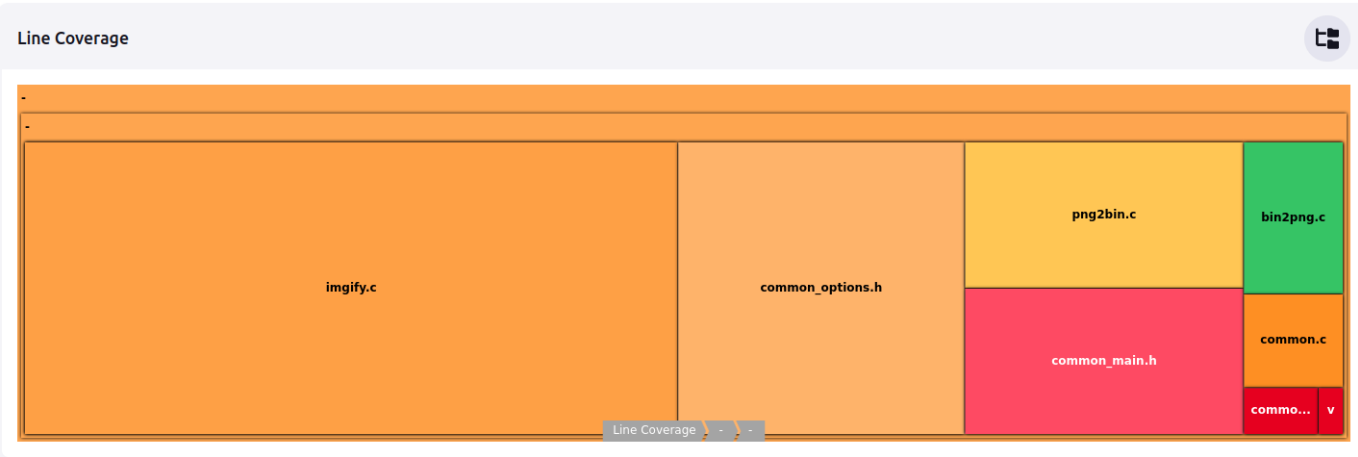 Line Coverage
-
-
imgify.c
common_options.h
png2bin.c
common_main.h
bin2png.c
common.c
commo...
v
Line Coverage - -